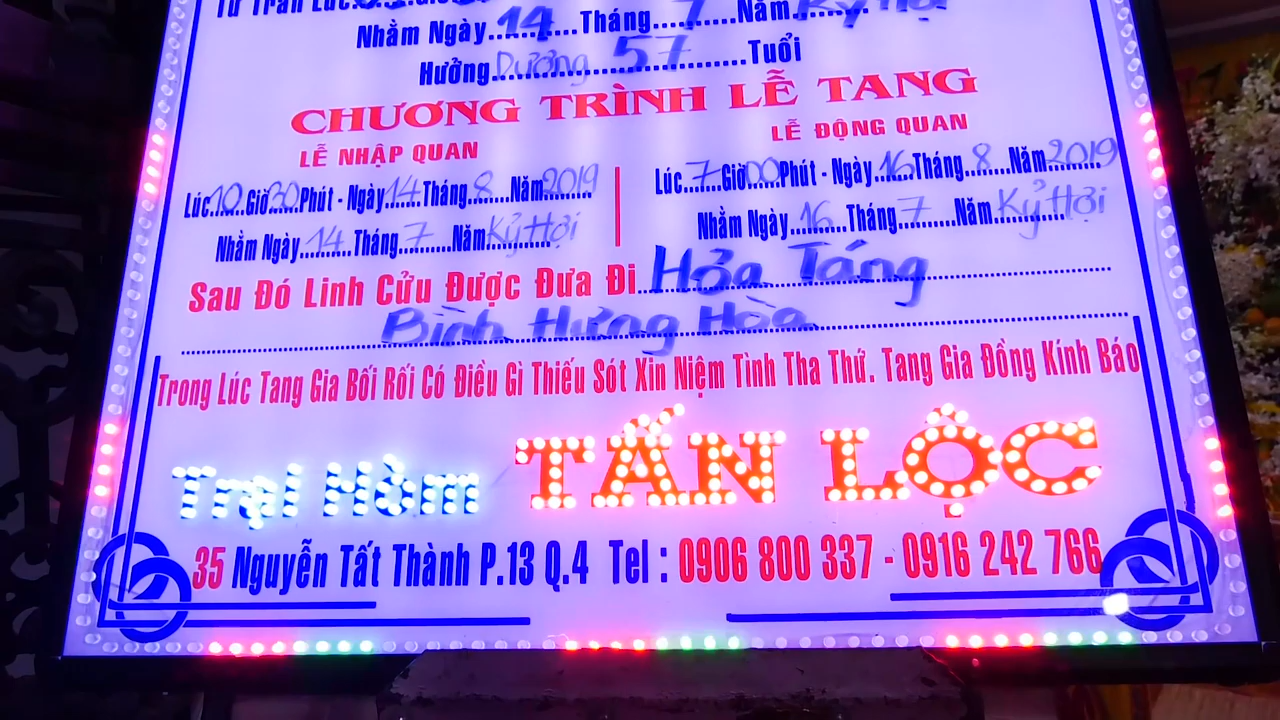 Từ Trần Lúc
Nhằm Ngày..14....Tháng..7...Năm.Kỷ Hợi
Hưởng Dương 57 Tuổi
CHƯƠNG TRÌNH LỄ TANG
LỄ NHẬP QUAN
Lúc.10.Giờ.30.Phút - Ngày.14.Tháng.8....Năm.2019
Nhằm Ngày..14...Tháng.7....Năm Kỷ Hợi
LỄ ĐỘNG QUAN
Lúc..7...Giờ.00.Phút - Ngày.16.Tháng.8...Năm.2019
Nhằm Ngày..16...Tháng.7....Năm Kỷ Hợi
Sau Đó Linh Cửu Được Đưa Đi Hỏa Táng
Bình Hưng Hòa
Trong Lúc Tang Gia Bối Rối Có Điều Gì Thiếu Sót Xin Niệm Tình Tha Thứ. Tang Gia Đồng Kính Báo
Trại Hòm TẤN LỘC
35 Nguyễn Tất Thành P.13 Q.4 Tel : 0906 800 337 - 0916 242 766